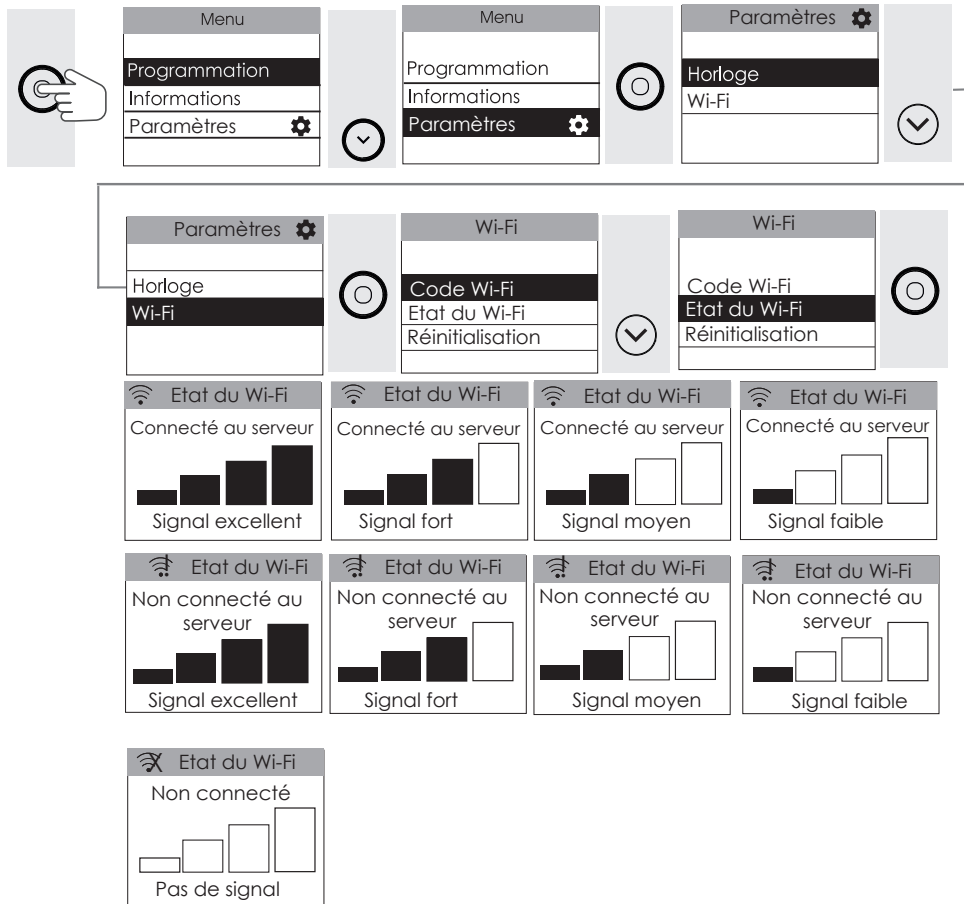 Menu
Programmation
Informations
Paramètres
Menu
Programmation
Informations
Paramètres
Paramètres
Horloge
Wi-Fi
Paramètres
Horloge
Wi-Fi
Wi-Fi
Code Wi-Fi
Etat du Wi-Fi
Réinitialisation
Wi-Fi
Code Wi-Fi
Etat du Wi-Fi
Réinitialisation
Etat du Wi-Fi
Connecté au serveur
Signal excellent
Etat du Wi-Fi
Connecté au serveur
Signal fort
Etat du Wi-Fi
Connecté au serveur
Signal moyen
Etat du Wi-Fi
Connecté au serveur
Signal faible
Etat du Wi-Fi
Non connecté au
serveur
Signal excellent
Etat du Wi-Fi
Non connecté au
serveur
Signal fort
Etat du Wi-Fi
Non connecté au
serveur
Signal moyen
Etat du Wi-Fi
Non connecté au
serveur
Signal faible
Etat du Wi-Fi
Non connecté
Pas de signal